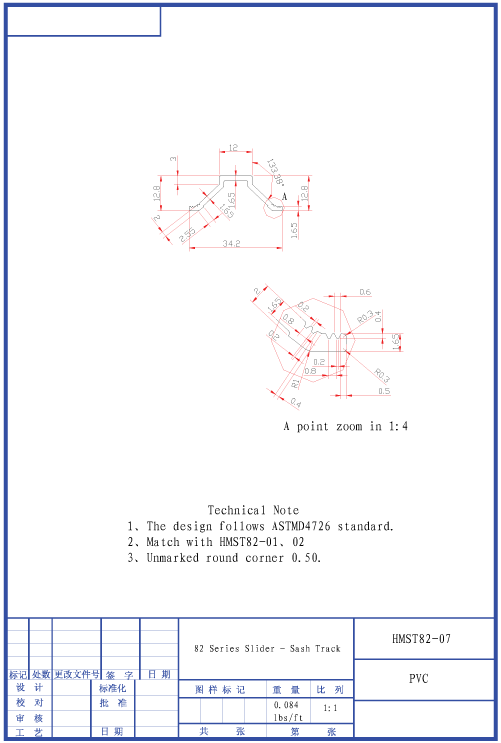 12
3
133.38°
12.8
1.65
12.8
A
2
1.65
2.55
1.65
34.2
2
0.6
1.65
0.2
0.8
R0.3
0.4
1.65
0.2
0.2
0.8
R1
R0.3
0.5
0.4
A point zoom in 1:4
Technical Note
1、The design follows ASTMD4726 standard.
2、Match with HMST82-01、02
3、Unmarked round corner 0.50.
82 Series Slider - Sash Track
HMST82-07
PVC
标记 处数 更改文件号 签 字 日 期
设 计 标准化
图 样 标 记 重 量 比 列
校 对 批 准
0.084 lbs/ft
1:1
审 核
工 艺 日 期
共 张 第 张